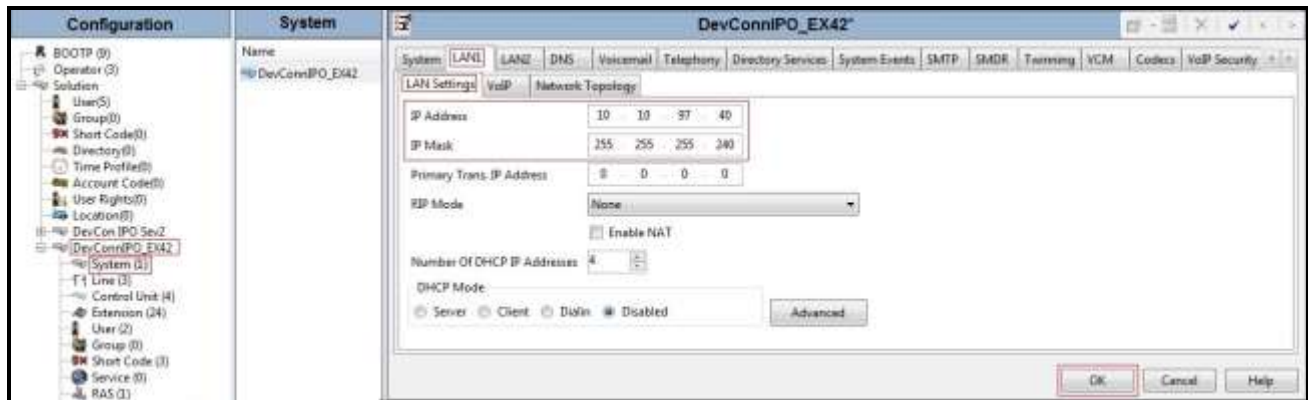 Configuration
BOOTP (9)
Operator (3)
Solution
User(5)
Group(0)
Short Code(0)
Directory(0)
Time Profile(0)
Account Code(0)
User Rights(0)
Location(0)
DevCon IPO Sev2
DevConnIPO_EX42
System (1)
Line (3)
Control Unit (4)
Extension (24)
User (2)
Group (0)
Short Code (3)
Service (0)
RAS (1)
System
Name
DevConnIPO_EX42
DevConnIPO_EX42*
System LAN1 LAN2 DNS Voicemail Telephony Directory Services System Events SMTP SMDR Twinning VCM Codecs VoIP Security
LAN Settings VoIP Network Topology
IP Address 10 10 97 40
IP Mask 255 255 255 240
Primary Trans. IP Address 0 0 0 0
RIP Mode None
Enable NAT
Number Of DHCP IP Addresses 4
DHCP Mode
Server Client Dialin Disabled Advanced
OK Cancel Help